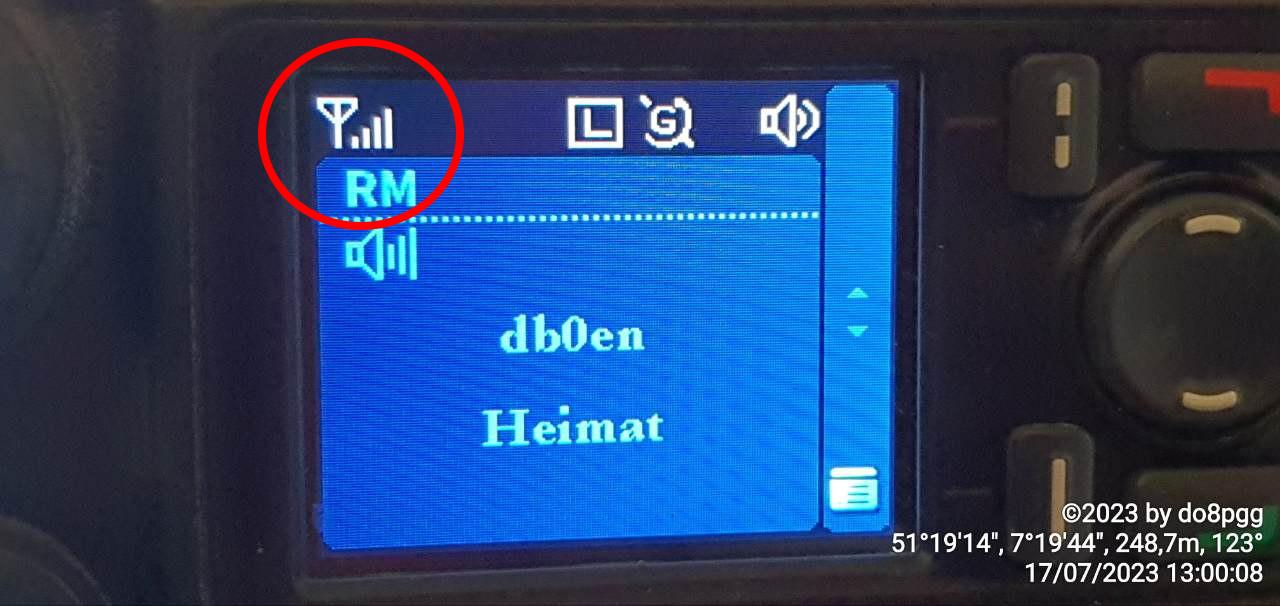 L G
RM
db0en
Heimat
©2023 by do8pgg
51°19'14", 7°19'44", 248,7m, 123°
17/07/2023 13:00:08